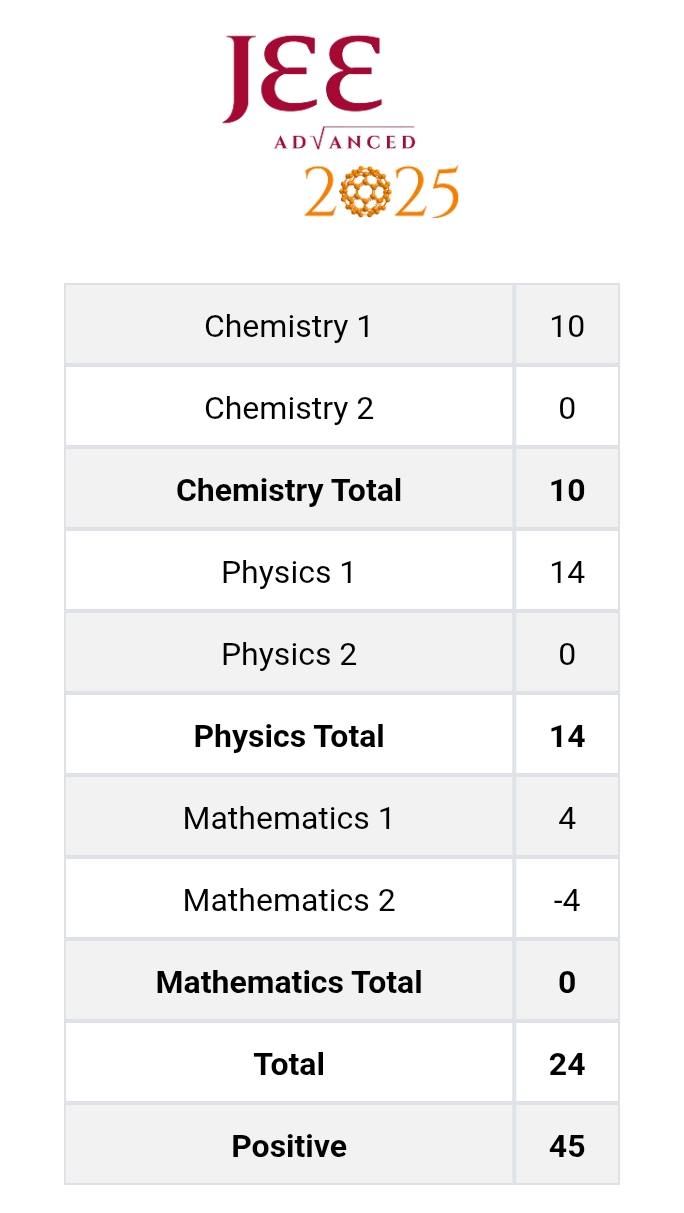 JEE
ADVANCED
2025
Chemistry 1 10
Chemistry 2 0
Chemistry Total 10
Physics 1 14
Physics 2 0
Physics Total 14
Mathematics 1 4
Mathematics 2 -4
Mathematics Total 0
Total 24
Positive 45